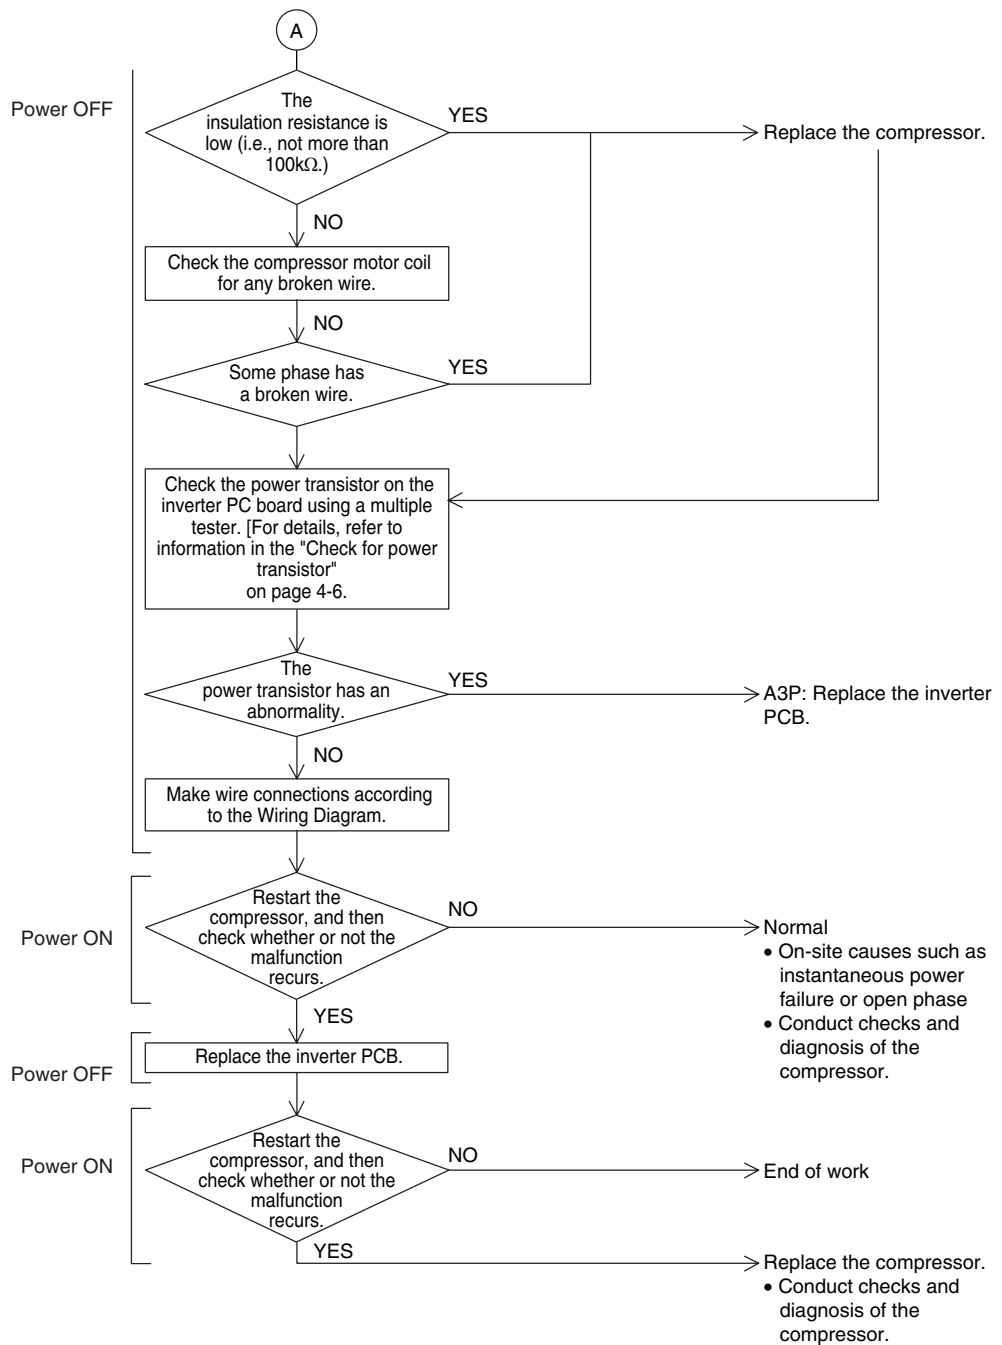 A
Power OFF
The
insulation resistance is
low (i.e., not more than
100kΩ.)
YES
Replace the compressor.
NO
Check the compressor motor coil
for any broken wire.
NO
Some phase has
a broken wire.
YES
Check the power transistor on the
inverter PC board using a multiple
tester. [For details, refer to
information in the "Check for power
transistor"
on page 4-6.
The
power transistor has an
abnormality.
YES
A3P: Replace the inverter
PCB.
NO
Make wire connections according
to the Wiring Diagram.
Power ON
Restart the
compressor, and then
check whether or not the
malfunction
recurs.
NO
Normal
• On-site causes such as
instantaneous power
failure or open phase
• Conduct checks and
diagnosis of the
compressor.
YES
Power OFF
Replace the inverter PCB.
Power ON
Restart the
compressor, and then
check whether or not the
malfunction
recurs.
NO
End of work
YES
Replace the compressor.
• Conduct checks and
diagnosis of the
compressor.